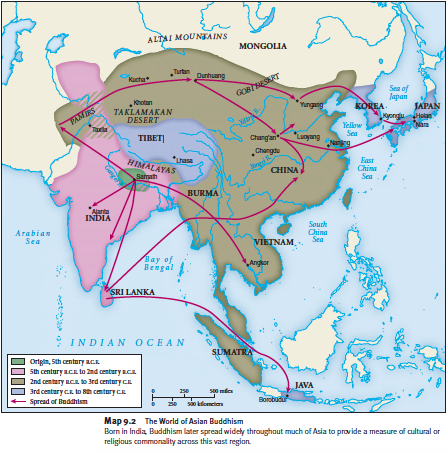 ALTAI MOUNTAINS
MONGOLIA
Turfan
Kucha
Dunhuang
GOBI DESERT
Sea of
Japan
Khotan
Yungang
KOREA
JAPAN
PAMIRS
TAKLAMAKAN
DESERT
Kyongju
Heian
Nara
Taxila
Yellow
Sea
TIBET
Chang'an
Luoyang
Nanjing
HIMALAYAS
Lhasa
Chengdu
East
China
Sea
Sarnath
CHINA
BURMA
Ajanta
INDIA
Arabian
Sea
South
China
Sea
VIETNAM
Bay of
Bengal
Angkor
SRI LANKA
INDIAN OCEAN
SUMATRA
JAVA
Borobudur
Origin, 5th century B.C.E.
5th century B.C.E. to 2nd century B.C.E.
2nd century B.C.E. to 3rd century C.E.
3rd century C.E. to 8th century C.E.
Spread of Buddhism
0 250 500 miles
0 250 500 kilometers
Map 9.2 The World of Asian Buddhism
Born in India, Buddhism later spread widely throughout much of Asia to provide a measure of cultural or
religious commonality across this vast region.